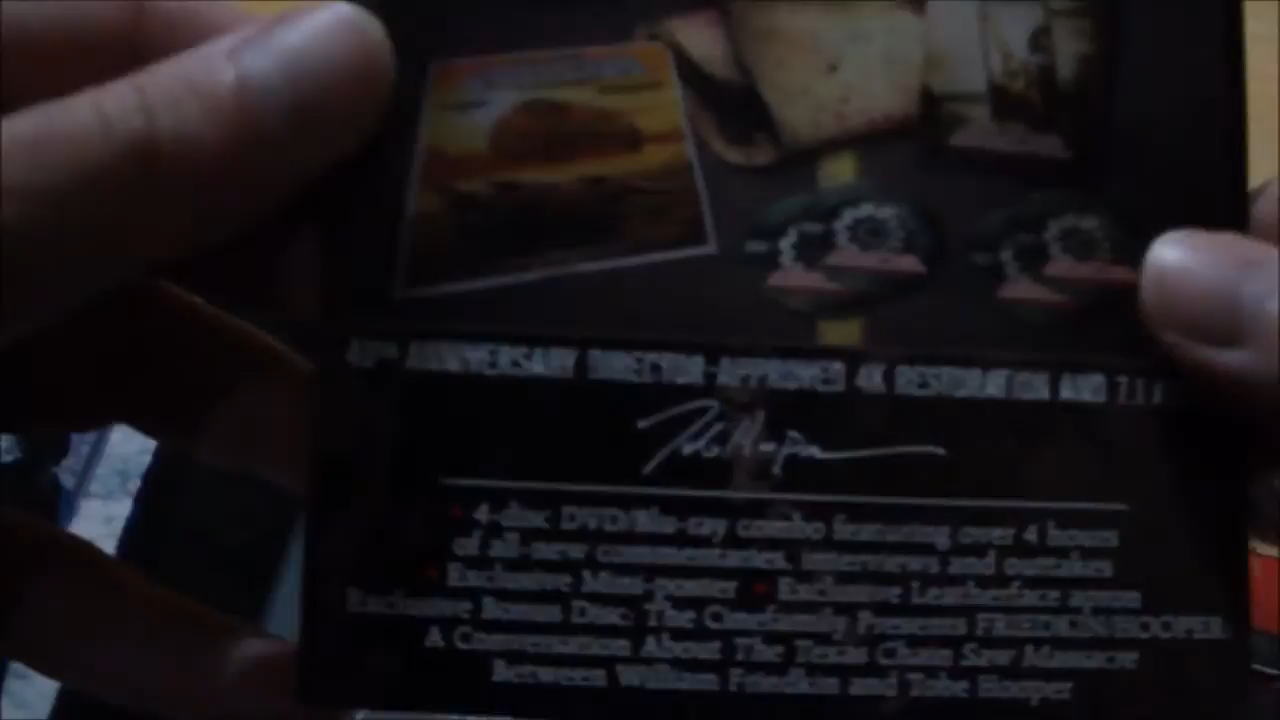 40TH ANNIVERSARY DIRECTOR-APPROVED 4K RESTORATION AND 7.1
• 4-disc DVD/Blu-ray combo featuring over 4 hours
of all-new commentaries, interviews and outtakes
• Exclusive Mini-poster • Exclusive Leatherface apron
Exclusive Bonus Disc: The Cinefamily Presents FRIEDKIN/HOOPER
A Conversation About The Texas Chain Saw Massacre
Between William Friedkin and Tobe Hooper